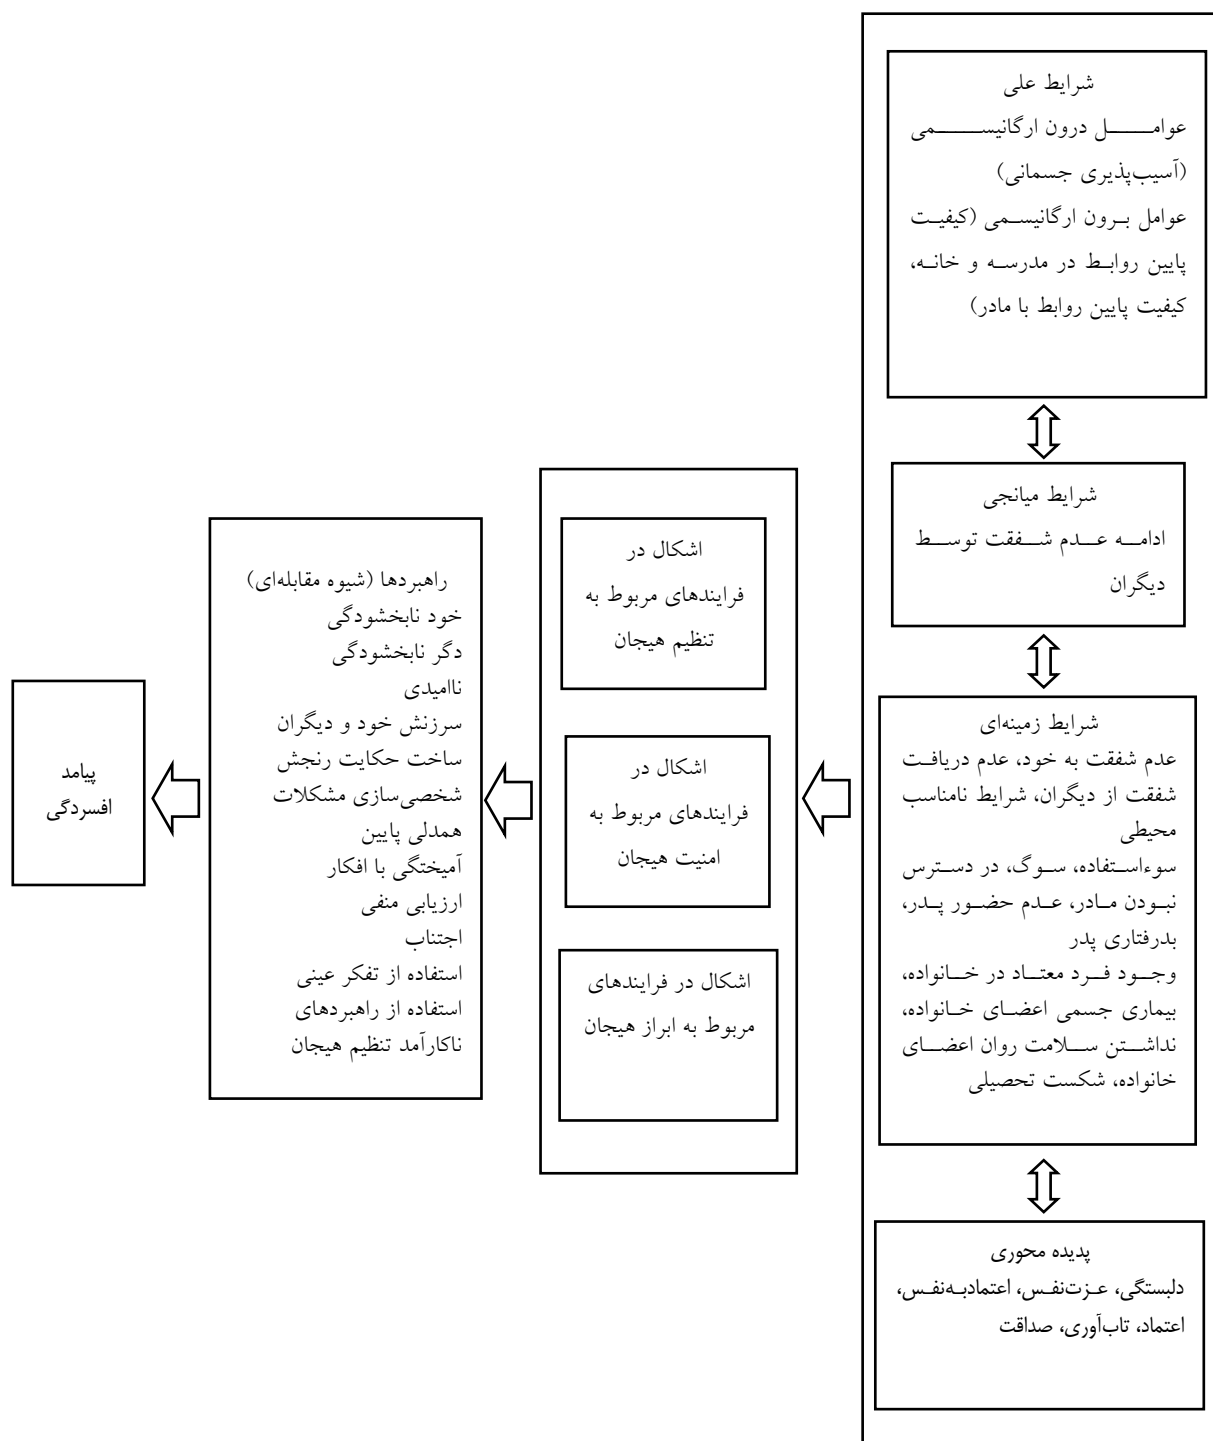 شرایط علی
عوامل درون ارگانیسمی
(آسیب‌پذیری جسمانی)
عوامل برون ارگانیسمی (کیفیت
پایین روابط در مدرسه و خانه،
کیفیت پایین روابط با مادر)
شرایط میانجی
ادامه عدم شفقت توسط
دیگران
شرایط زمینه‌ای
عدم شفقت به خود، عدم دریافت
شفقت از دیگران، شرایط نامناسب
محیطی
سوءاستفاده، سوگ، در دسترس
نبودن مادر، عدم حضور پدر،
بدرفتاری پدر
وجود فرد معتاد در خانواده،
بیماری جسمی اعضای خانواده،
نداشتن سلامت روان اعضای
خانواده، شکست تحصیلی
پدیده محوری
دلبستگی، عزت‌نفس، اعتمادبه‌نفس،
اعتماد، تاب‌آوری، صداقت
اشکال در
فرایندهای مربوط به
تنظیم هیجان
اشکال در
فرایندهای مربوط به
امنیت هیجان
اشکال در فرایندهای
مربوط به ابراز هیجان
راهبردها (شیوه مقابله‌ای)
خود نابخشودگی
دگر نابخشودگی
ناامیدی
سرزنش خود و دیگران
ساخت حکایت رنجش
شخصی‌سازی مشکلات
همدلی پایین
آمیختگی با افکار
ارزیابی منفی
اجتناب
استفاده از تفکر عینی
استفاده از راهبردهای
ناکارآمد تنظیم هیجان
پیامد
افسردگی